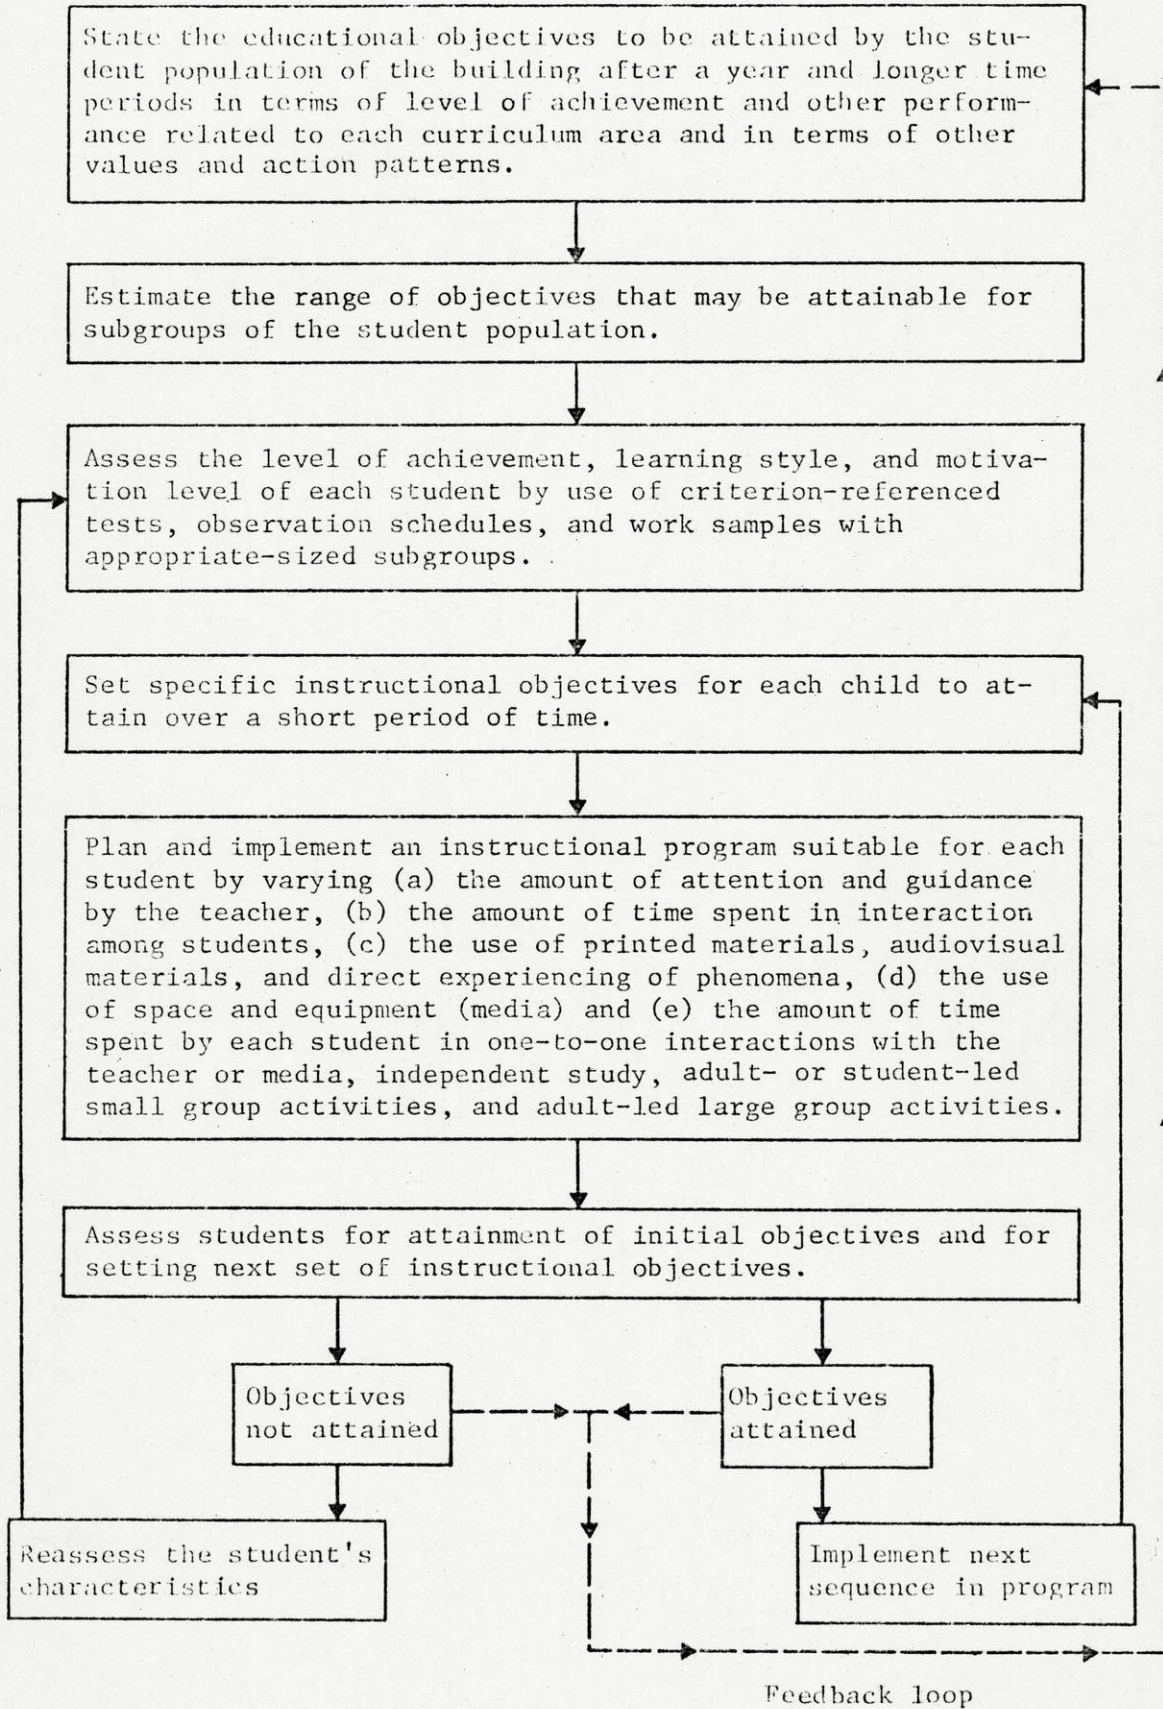 State the educational objectives to be attained by the stu-
dent population of the building after a year and longer time
periods in terms of level of achievement and other perform-
ance related to each curriculum area and in terms of other
values and action patterns.
Estimate the range of objectives that may be attainable for
subgroups of the student population.
Assess the level of achievement, learning style, and motiva-
tion level of each student by use of criterion-referenced
tests, observation schedules, and work samples with
appropriate-sized subgroups.
Set specific instructional objectives for each child to at-
tain over a short period of time.
Plan and implement an instructional program suitable for each
student by varying (a) the amount of attention and guidance
by the teacher, (b) the amount of time spent in interaction
among students, (c) the use of printed materials, audiovisual
materials, and direct experiencing of phenomena, (d) the use
of space and equipment (media) and (e) the amount of time
spent by each student in one-to-one interactions with the
teacher or media, independent study, adult- or student-led
small group activities, and adult-led large group activities.
Assess students for attainment of initial objectives and for
setting next set of instructional objectives.
Objectives
not attained
Objectives
attained
Reassess the student's
characteristics
Implement next
sequence in program
Feedback loop